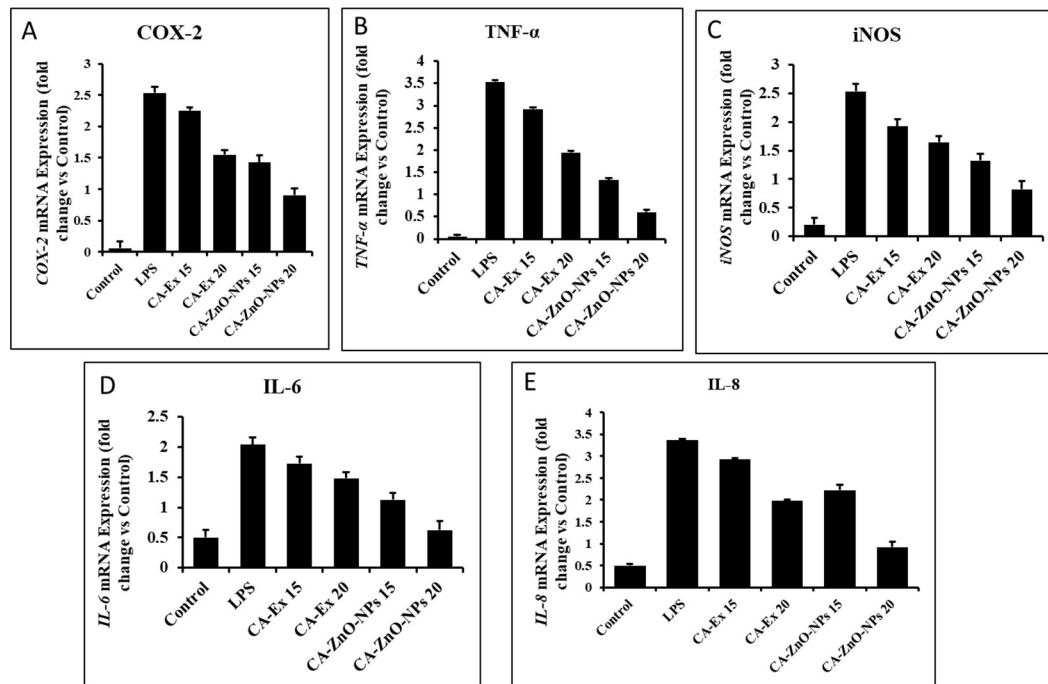 A
COX-2
COX-2 mRNA Expression (fold
change vs Control)
3
2.5
2
1.5
1
0.5
0
Control
LPS
CA-Ex 15
CA-Ex 20
CA-ZnO-NPs 15
CA-ZnO-NPs 20
B
TNF-α
TNF-α mRNA Expression (fold
change vs Control)
4
3.5
3
2.5
2
1.5
1
0.5
0
Control
LPS
CA-Ex 15
CA-Ex 20
CA-ZnO-NPs 15
CA-ZnO-NPs 20
C
iNOS
iNOS mRNA Expression (fold
change vs Control)
3
2.5
2
1.5
1
0.5
0
Control
LPS
CA-Ex 15
CA-Ex 20
CA-ZnO-NPs 15
CA-ZnO-NPs 20
D
IL-6
IL-6 mRNA Expression (fold
change vs Control)
2.5
2
1.5
1
0.5
0
Control
LPS
CA-Ex 15
CA-Ex 20
CA-ZnO-NPs 15
CA-ZnO-NPs 20
E
IL-8
IL-8 mRNA Expression (fold
change vs Control)
4
3.5
3
2.5
2
1.5
1
0.5
0
Control
LPS
CA-Ex 15
CA-Ex 20
CA-ZnO-NPs 15
CA-ZnO-NPs 20